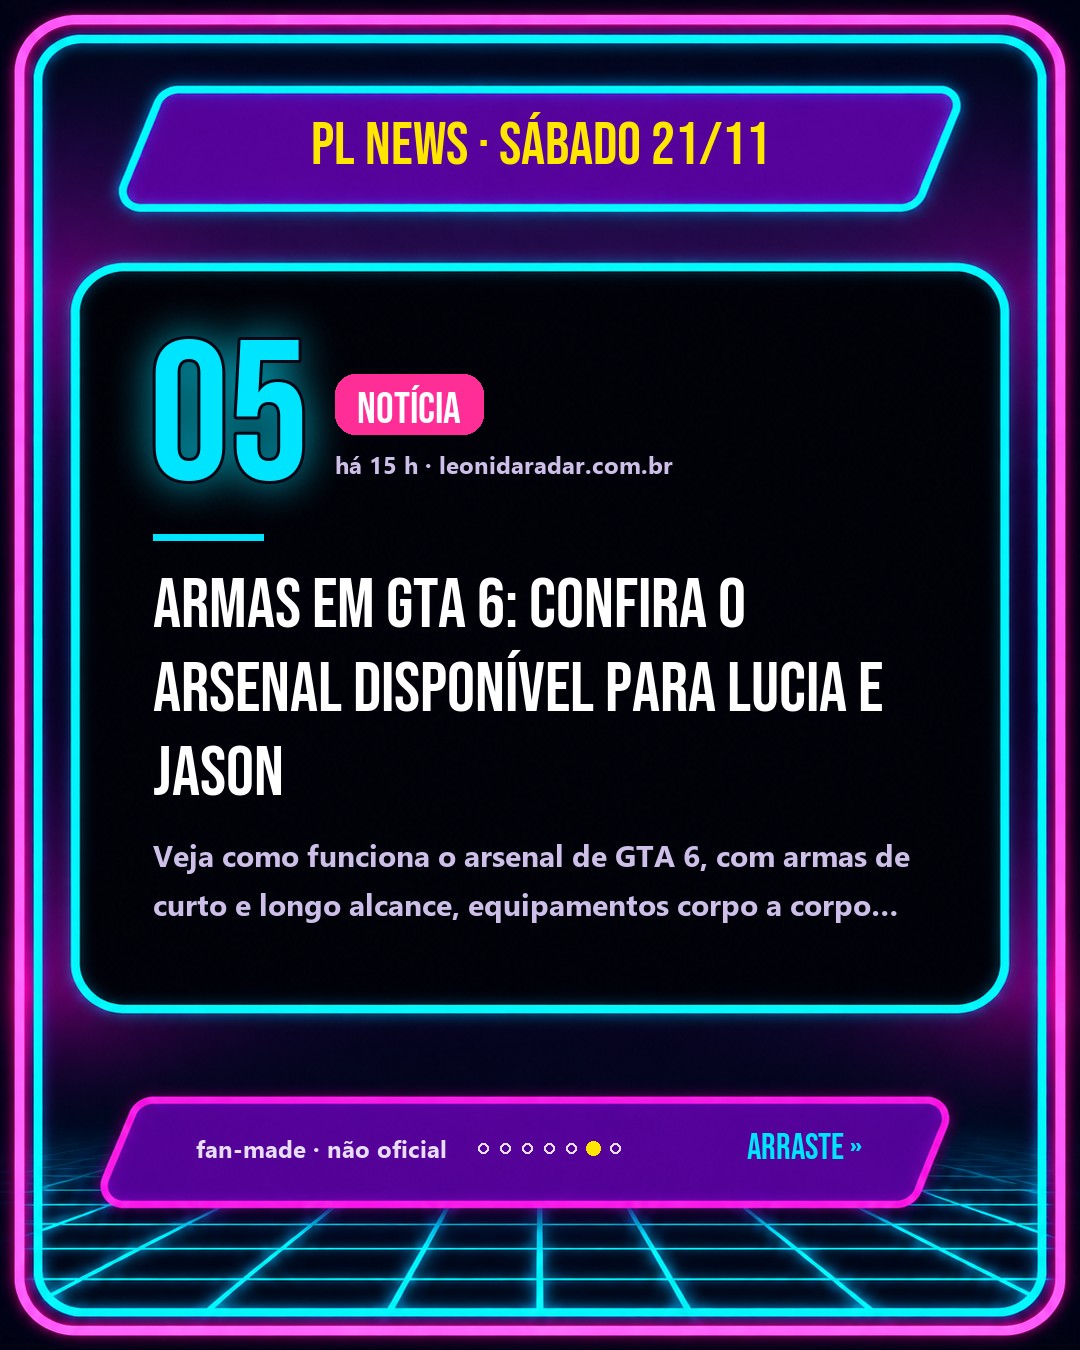 PL NEWS · SÁBADO 21/11
05
NOTÍCIA
há 15 h · leonidaradar.com.br
ARMAS EM GTA 6: CONFIRA O
ARSENAL DISPONÍVEL PARA LUCIA E
JASON
Veja como funciona o arsenal de GTA 6, com armas de
curto e longo alcance, equipamentos corpo a corpo...
fan-made · não oficial
ARRASTE »